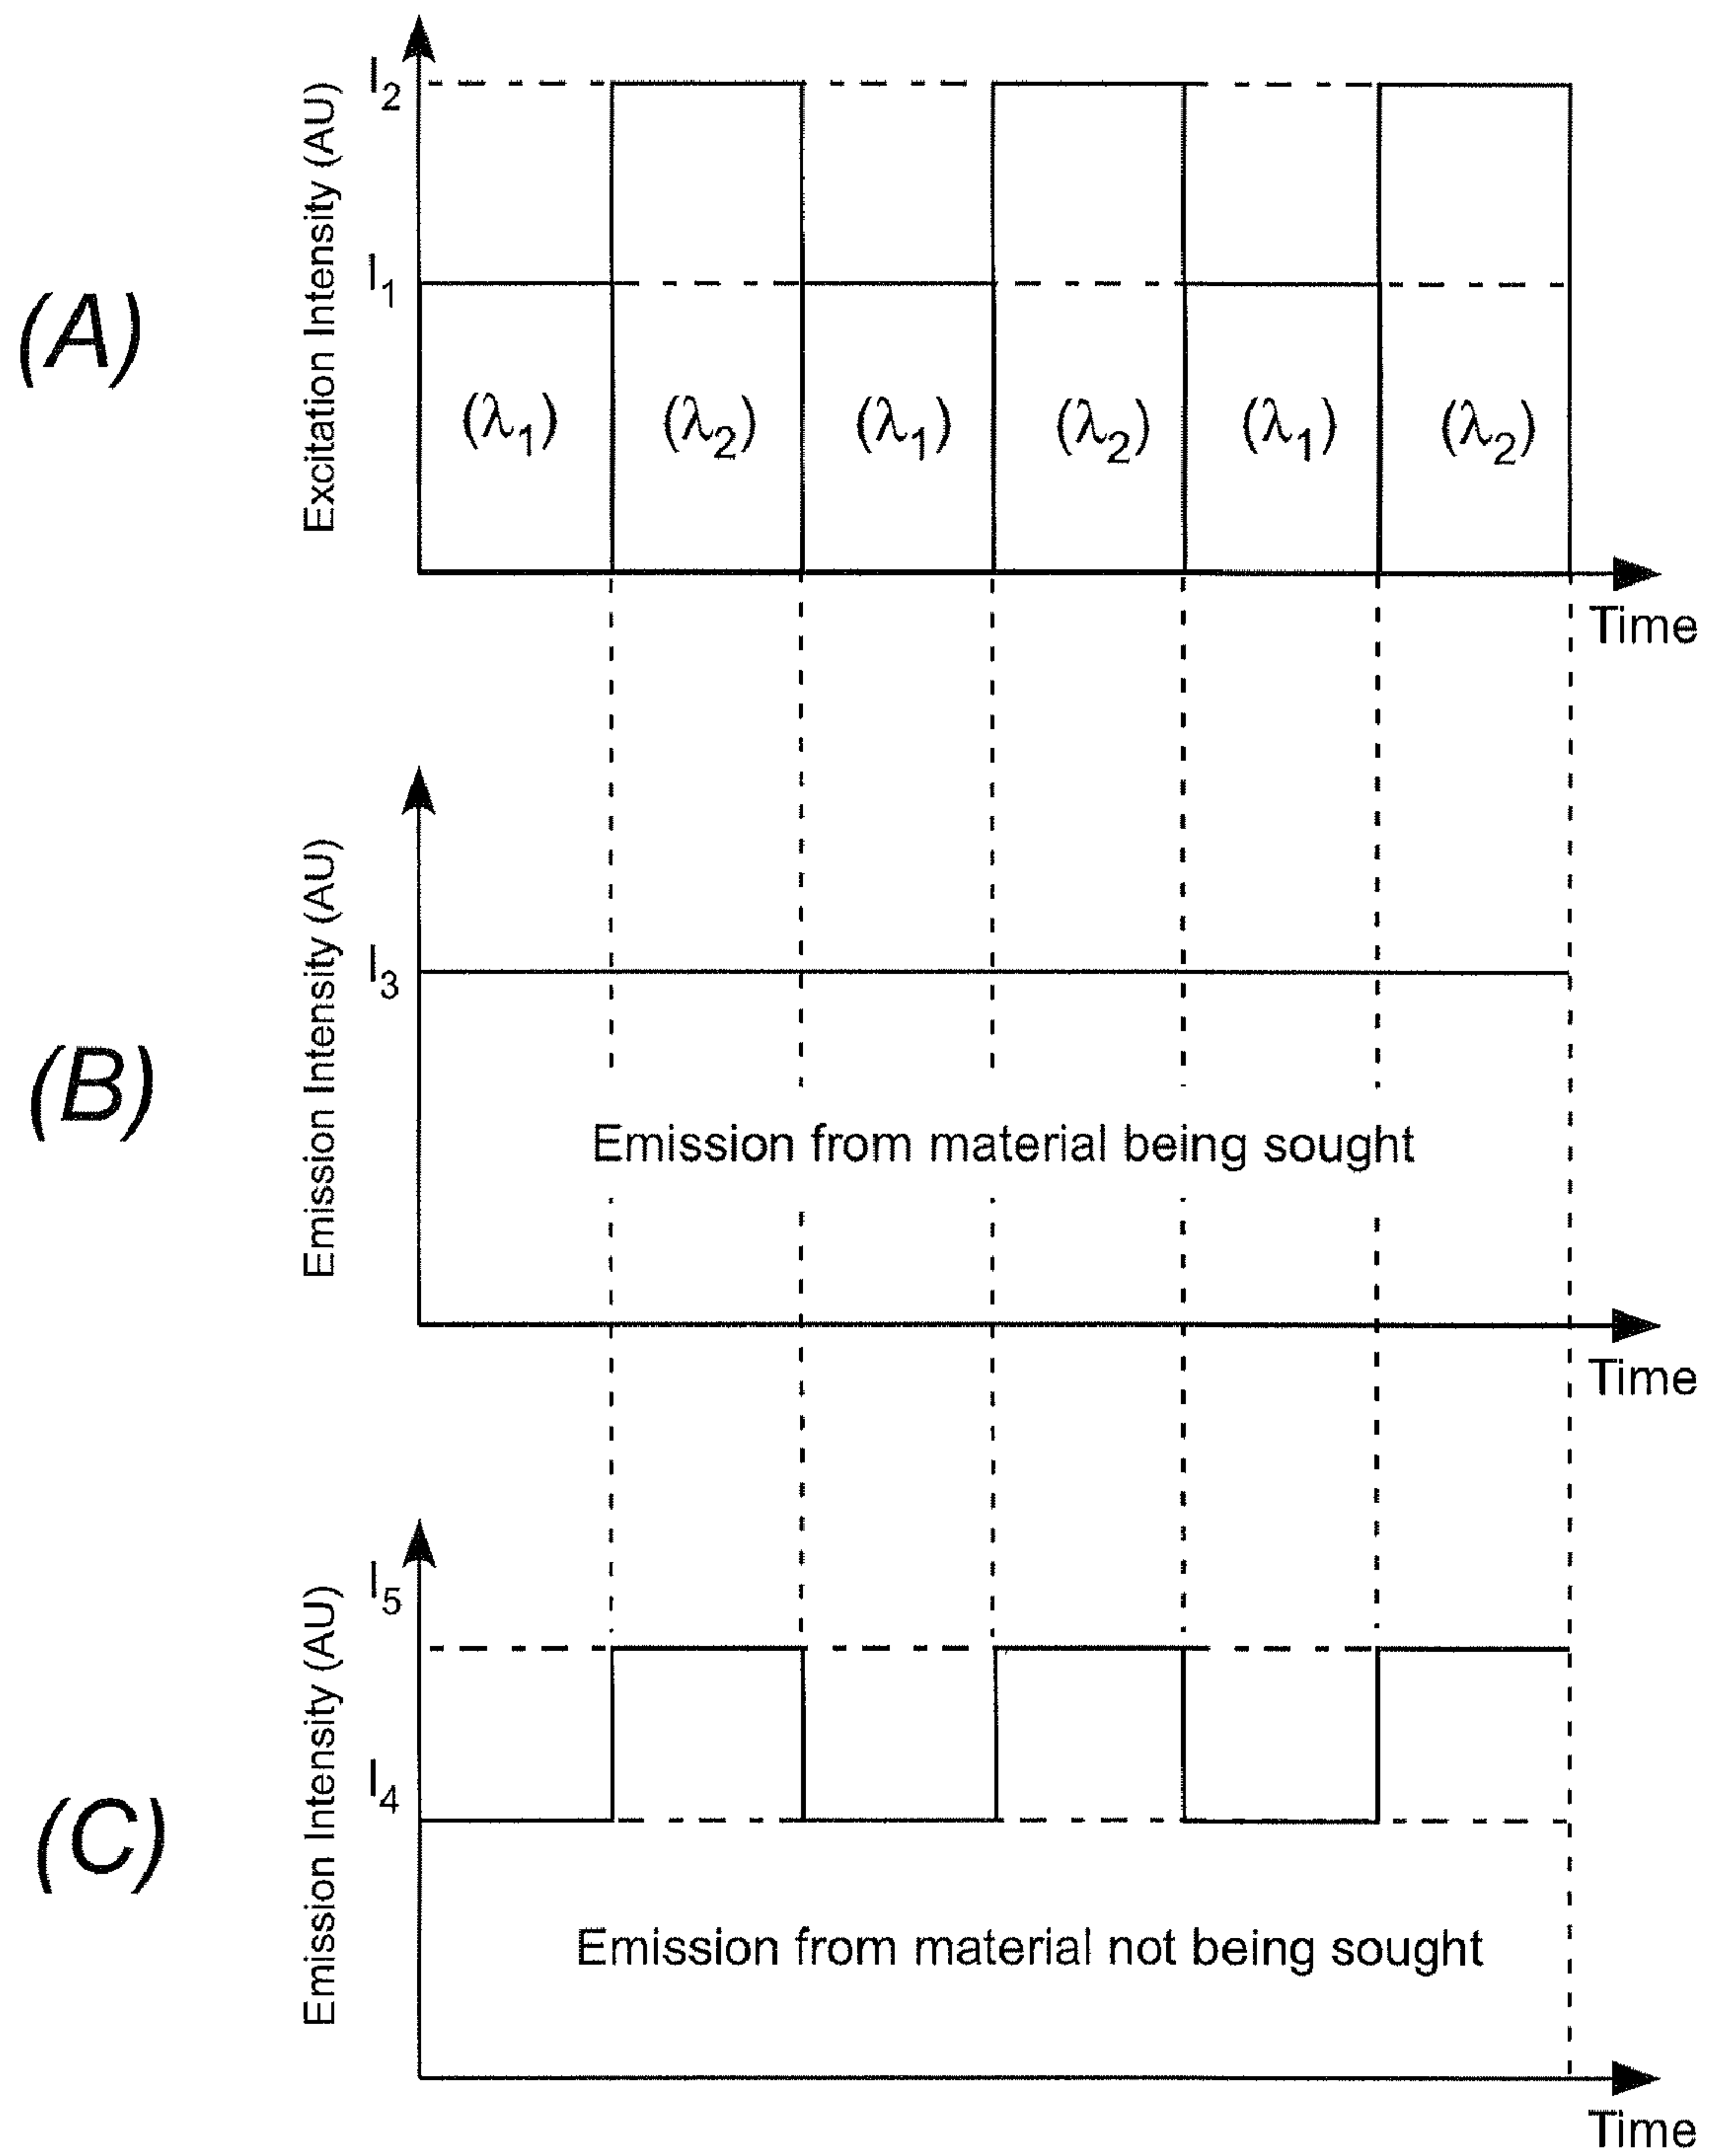 (A)
Excitation Intensity (AU)
I2
I1
(λ1) (λ2) (λ1) (λ2) (λ1) (λ2)
Time
(B)
Emission Intensity (AU)
I3
Emission from material being sought
Time
(C)
Emission Intensity (AU)
I5
I4
Emission from material not being sought
Time